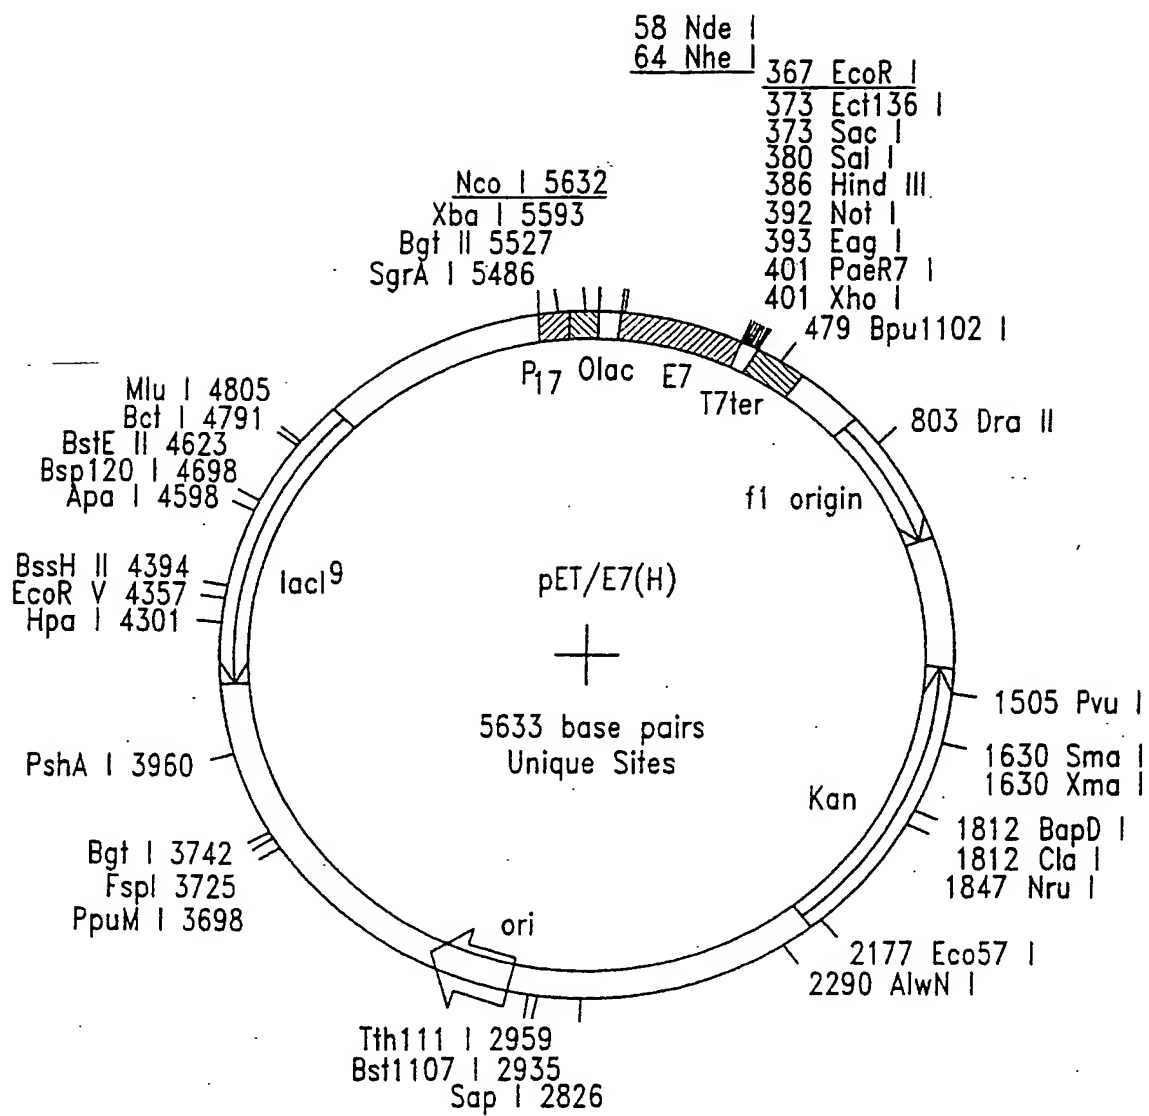 58 Nde I
64 Nhe I
367 EcoR I
373 Ect136 I
373 Sac I
380 Sal I
386 Hind III
392 Not I
393 Eag I
401 PaeR7 I
401 Xho I
479 Bpu1102 I
Nco I 5632
Xba I 5593
Bgt II 5527
SgrA I 5486
P17
Olac
E7
T7ter
803 Dra II
f1 origin
Mlu I 4805
Bct I 4791
BstE II 4623
Bsp120 I 4698
Apa I 4598
BssH II 4394
EcoR V 4357
Hpa I 4301
lacI9
pET/E7(H)
5633 base pairs
Unique Sites
1505 Pvu I
1630 Sma I
1630 Xma I
Kan
1812 BapD I
1812 Cla I
1847 Nru I
PshA I 3960
Bgt I 3742
FspI 3725
PpuM I 3698
ori
2177 Eco57 I
2290 AlwN I
Tth111 I 2959
Bst1107 I 2935
Sap I 2826